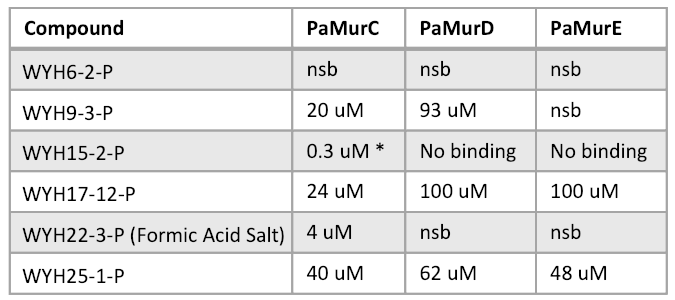 Compound PaMurC PaMurD PaMurE
WYH6-2-P nsb nsb nsb
WYH9-3-P 20 uM 93 uM nsb
WYH15-2-P 0.3 uM * No binding No binding
WYH17-12-P 24 uM 100 uM 100 uM
WYH22-3-P (Formic Acid Salt) 4 uM nsb nsb
WYH25-1-P 40 uM 62 uM 48 uM